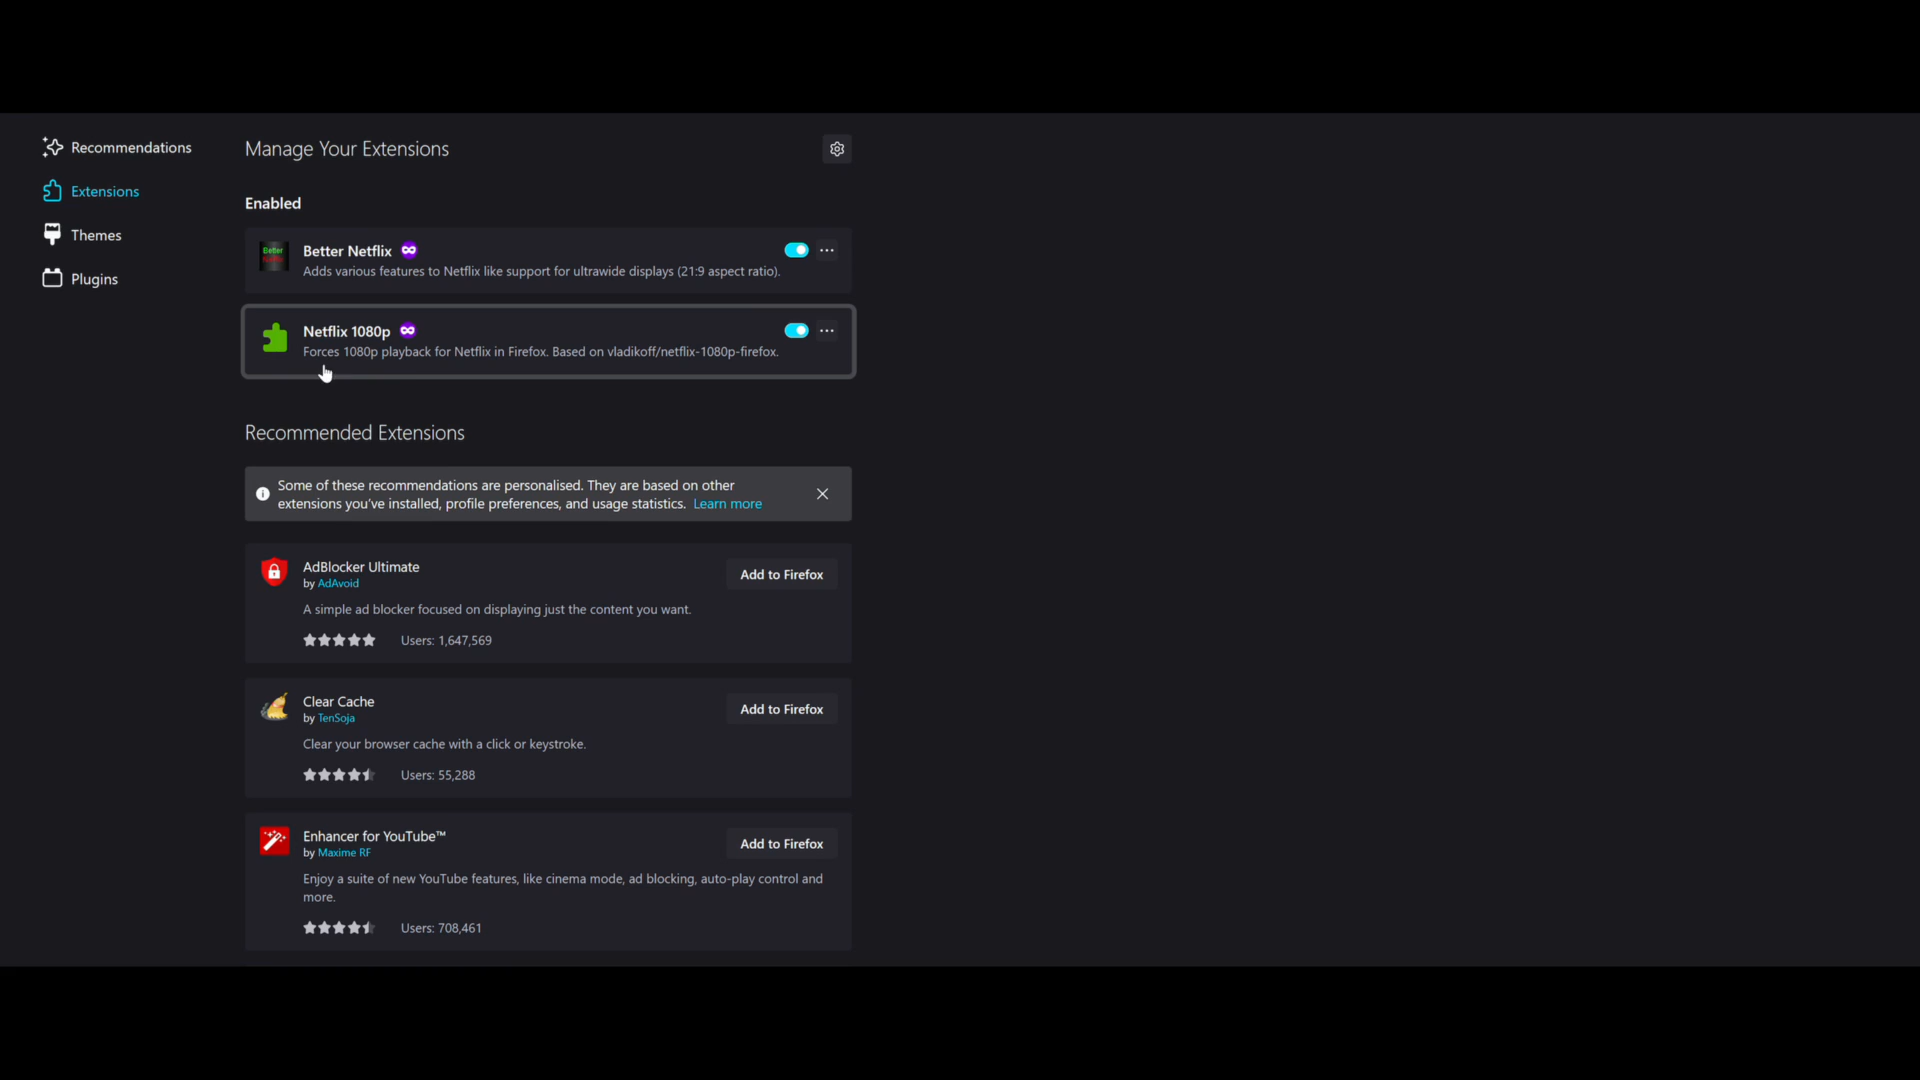 Recommendations
Extensions
Themes
Plugins
Manage Your Extensions
Enabled
Better Netflix
Adds various features to Netflix like support for ultrawide displays (21:9 aspect ratio).
Netflix 1080p
Forces 1080p playback for Netflix in Firefox. Based on vladikoff/netflix-1080p-firefox.
Recommended Extensions
Some of these recommendations are personalised. They are based on other
extensions you've installed, profile preferences, and usage statistics. Learn more
AdBlocker Ultimate
by AdAvoid
Add to Firefox
A simple ad blocker focused on displaying just the content you want.
Users: 1,647,569
Clear Cache
by TenSoja
Add to Firefox
Clear your browser cache with a click or keystroke.
Users: 55,288
Enhancer for YouTube™
by Maxime RF
Add to Firefox
Enjoy a suite of new YouTube features, like cinema mode, ad blocking, auto-play control and
more.
Users: 708,461